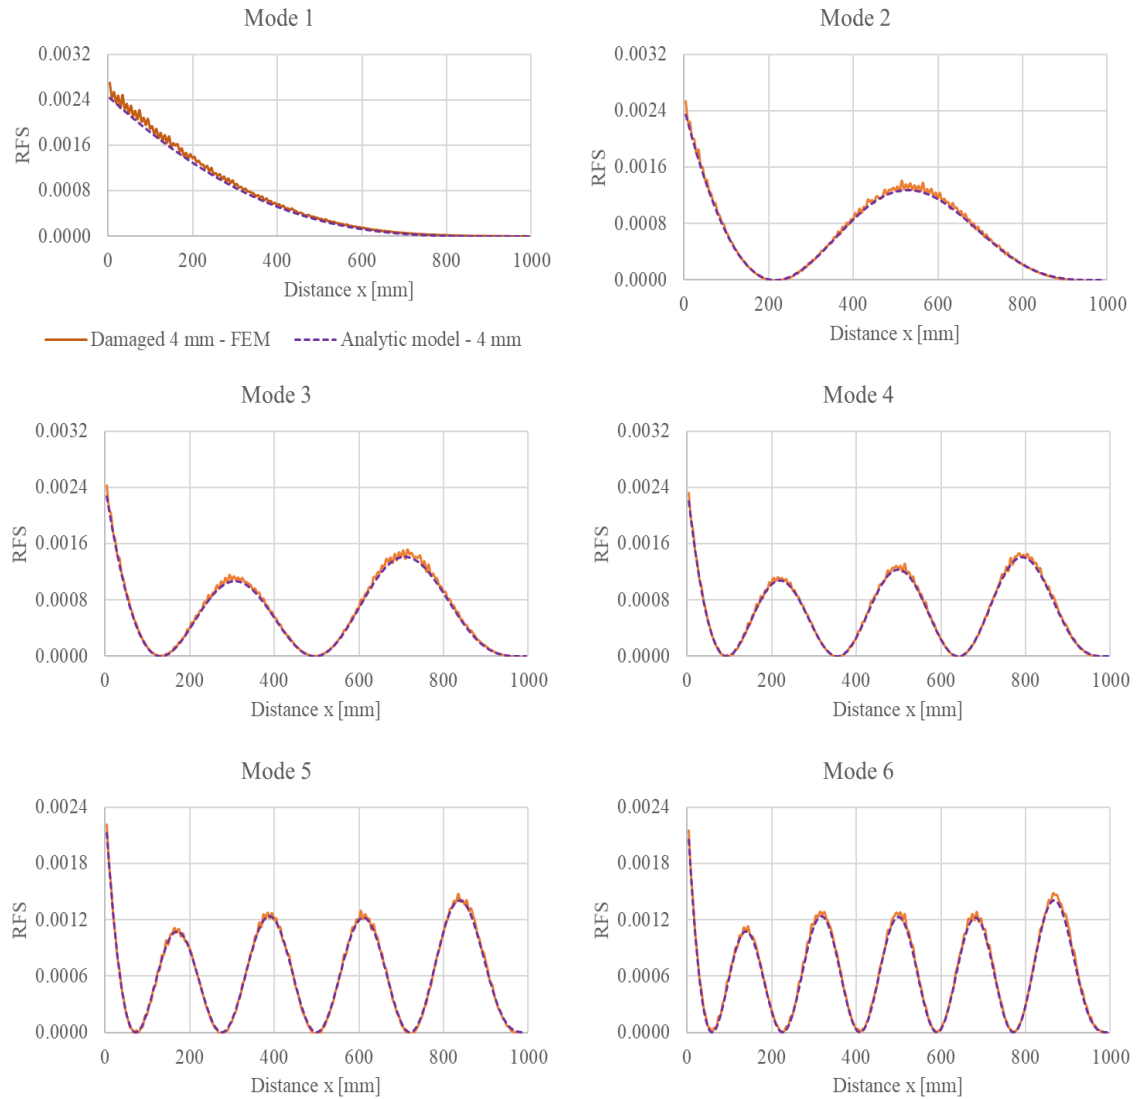 Mode 1
0.0032
0.0024
0.0016
0.0008
0.0000
RFS
0 200 400 600 800 1000
Distance x [mm]
Mode 2
0.0032
0.0024
0.0016
0.0008
0.0000
RFS
0 200 400 600 800 1000
Distance x [mm]
Damaged 4 mm - FEM Analytic model - 4 mm
Mode 3
0.0032
0.0024
0.0016
0.0008
0.0000
RFS
0 200 400 600 800 1000
Distance x [mm]
Mode 4
0.0032
0.0024
0.0016
0.0008
0.0000
RFS
0 200 400 600 800 1000
Distance x [mm]
Mode 5
0.0024
0.0018
0.0012
0.0006
0.0000
RFS
0 200 400 600 800 1000
Distance x [mm]
Mode 6
0.0024
0.0018
0.0012
0.0006
0.0000
RFS
0 200 400 600 800 1000
Distance x [mm]